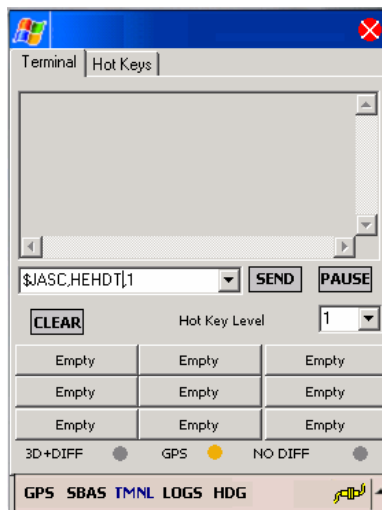 Terminal Hot Keys
$JASC,HEHDT,1 SEND PAUSE
CLEAR Hot Key Level 1
Empty Empty Empty
Empty Empty Empty
Empty Empty Empty
3D+DIFF GPS NO DIFF
GPS SBAS TMNL LOGS HDG